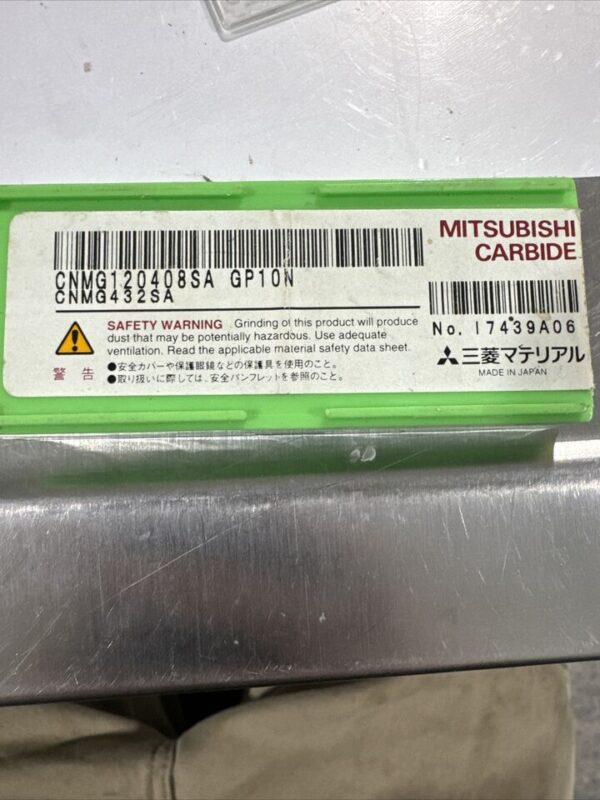 CNMG120408SA GP10N
CNMG432SA
MITSUBISHI
CARBIDE
No. I7439A06
SAFETY WARNING Grinding of this product will produce
dust that may be potentially hazardous. Use adequate
ventilation. Read the applicable material safety data sheet.
警告
●安全カバーや保護眼鏡などの保護具を使用のこと。
●取り扱いに際しては、安全パンフレットを参照のこと。
三菱マテリアル
MADE IN JAPAN